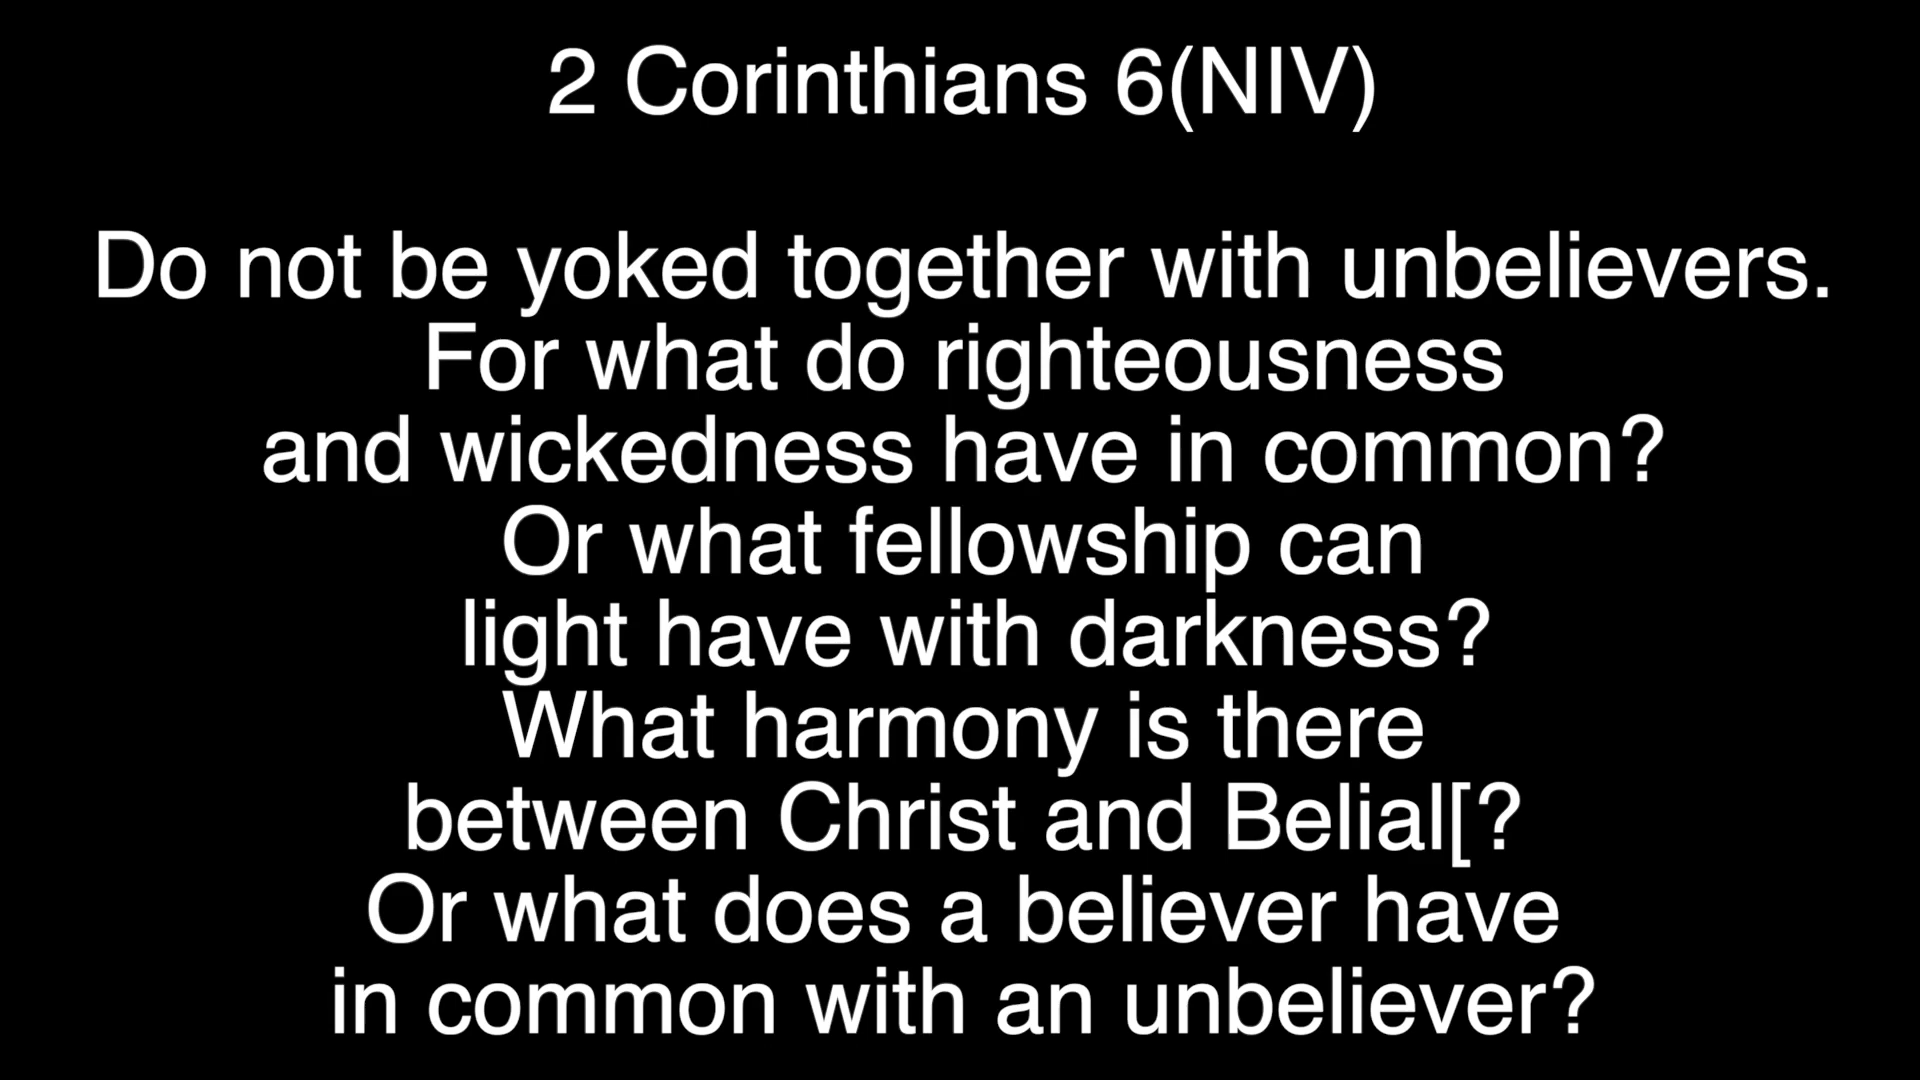 2 Corinthians 6(NIV)
Do not be yoked together with unbelievers.
For what do righteousness
and wickedness have in common?
Or what fellowship can
light have with darkness?
What harmony is there
between Christ and Belial[?
Or what does a believer have
in common with an unbeliever?